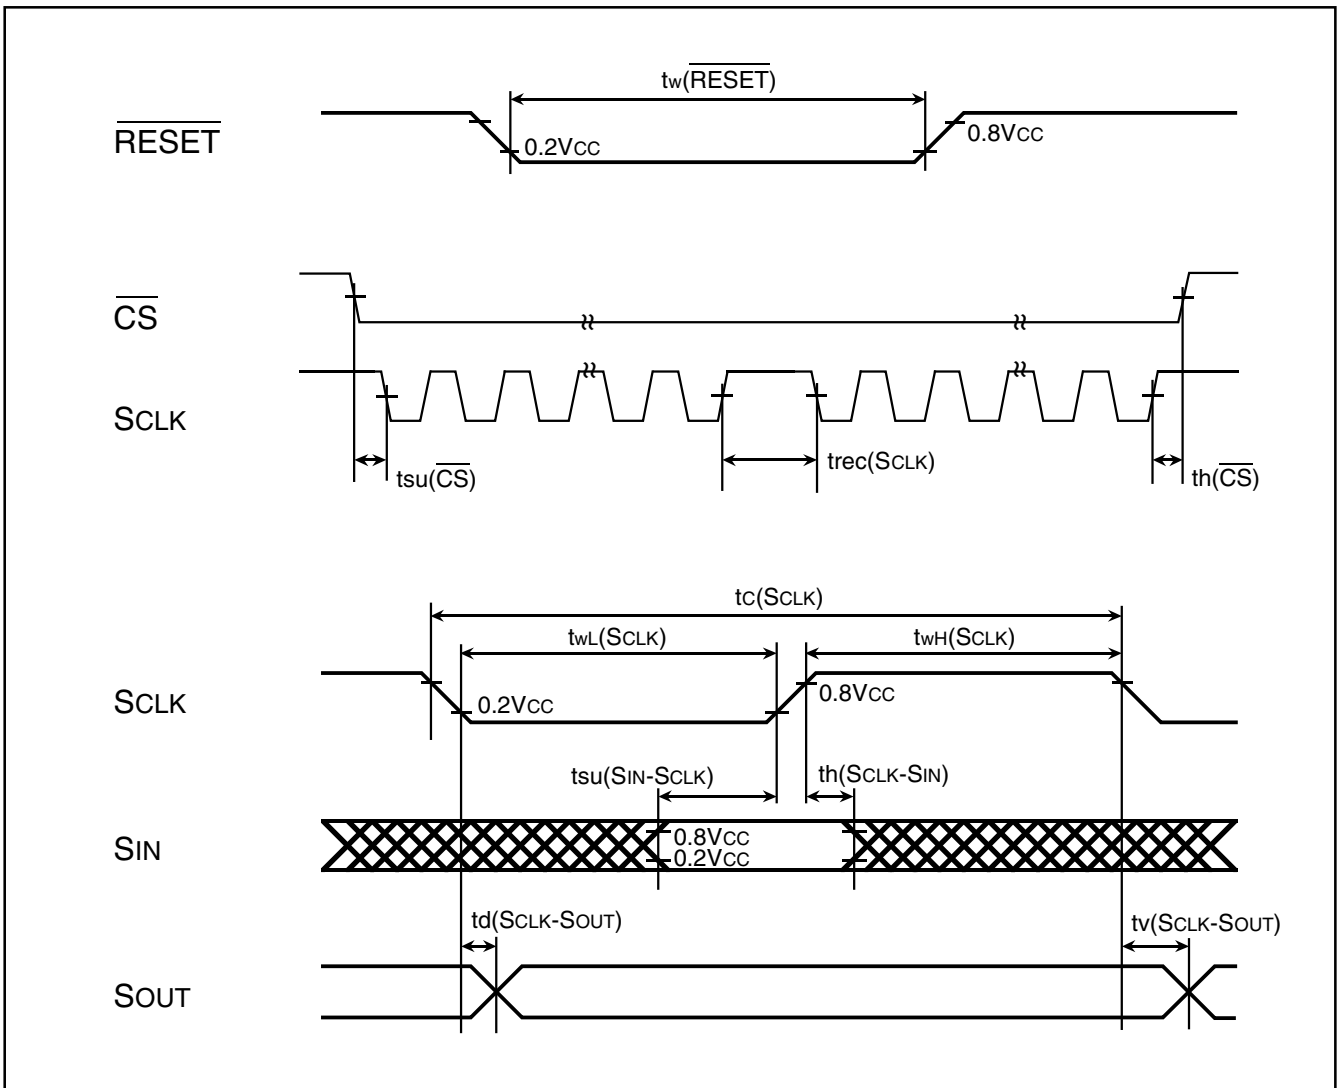 tw(RESET)
RESET
0.2VCC
0.8VCC
CS
SCLK
tsu(CS)
trec(SCLK)
th(CS)
tC(SCLK)
twL(SCLK)
twH(SCLK)
SCLK
0.2VCC
0.8VCC
tsu(SIN-SCLK)
th(SCLK-SIN)
SIN
0.8VCC
0.2VCC
td(SCLK-SOUT)
tv(SCLK-SOUT)
SOUT